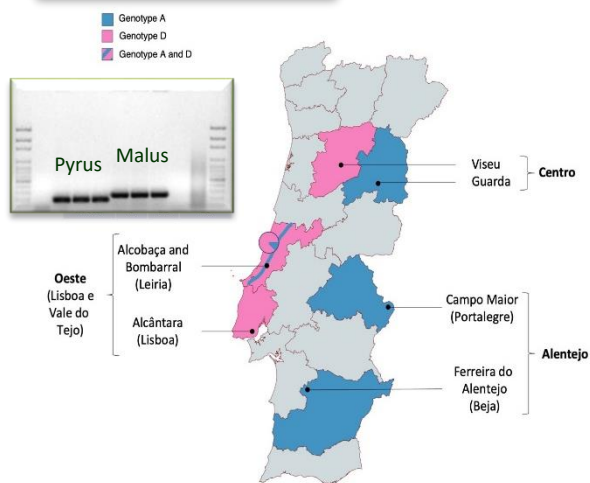 Genotype A
Genotype D
Genotype A and D
Pyrus
Malus
Viseu
Guarda
Centro
Alcobaça and
Bombarral
(Leiria)
Oeste
(Lisboa e
Vale do
Tejo)
Alcântara
(Lisboa)
Campo Maior
(Portalegre)
Alentejo
Ferreira do
Alentejo
(Beja)